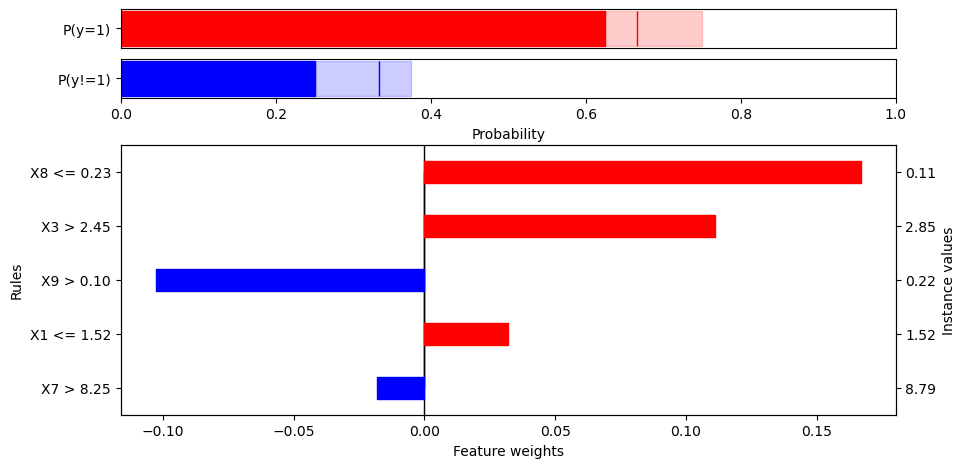 P(y=1)
P(y!=1)
0.0 0.2 0.4 0.6 0.8 1.0
Probability
X8 <= 0.23 0.11
X3 > 2.45 2.85
X9 > 0.10 0.22
X1 <= 1.52 1.52
X7 > 8.25 8.79
Rules
Instance values
−0.10 −0.05 0.00 0.05 0.10 0.15
Feature weights